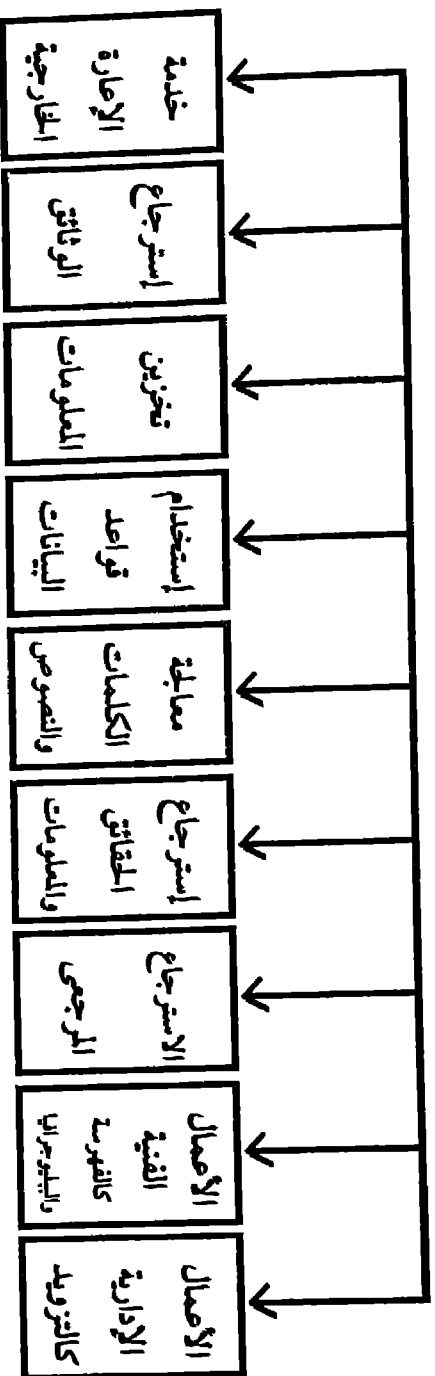 الأعمال
الإدارية
كالتزويد
الأعمال
الفنية
كالفهرسة
والببليوجرافيا
الاسترجاع
المرجعى
إسترجاع
الحقائق
والمعلومات
معالجة
الكلمات
والنصوص
إستخدام
قواعد
البيانات
تخزين
المعلومات
إسترجاع
الوثائق
خدمة
الإعارة
الخارجية